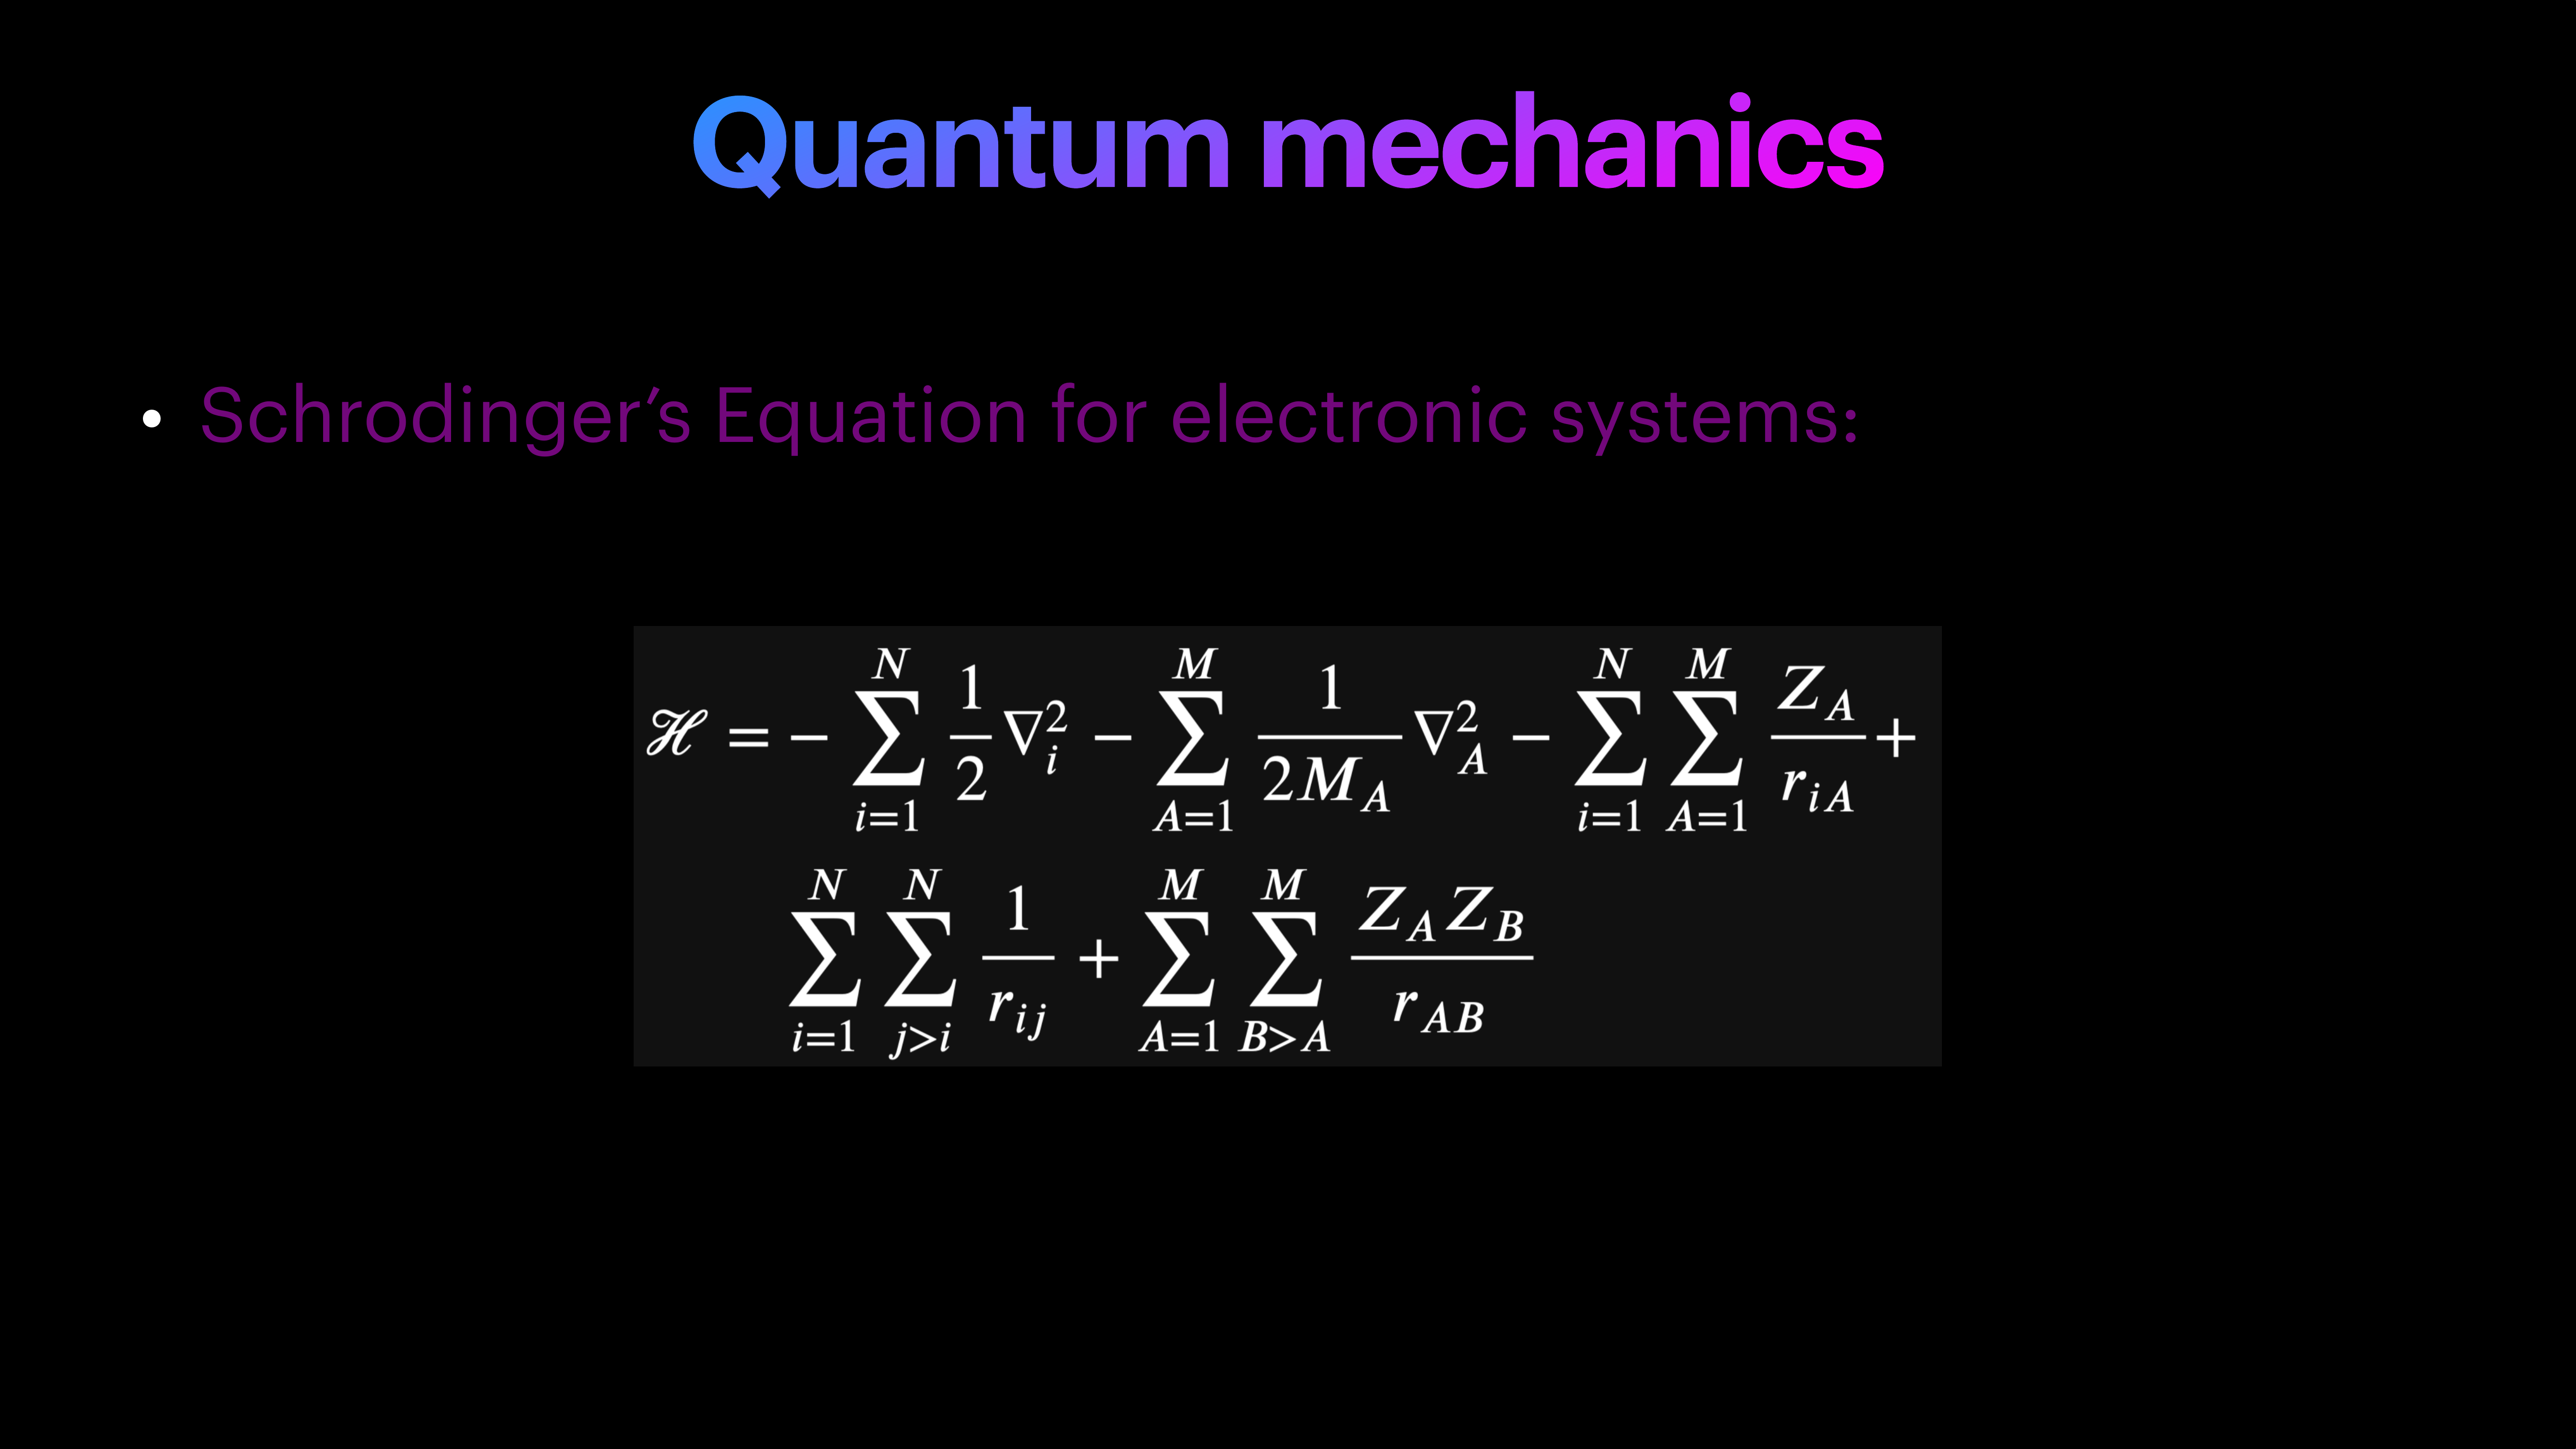 Quantum mechanics
• Schrodinger’s Equation for electronic systems:
$\mathscr{H} = -\sum_{i=1}^{N} \frac{1}{2} \nabla_i^2 - \sum_{A=1}^{M} \frac{1}{2M_A} \nabla_A^2 - \sum_{i=1}^{N} \sum_{A=1}^{M} \frac{Z_A}{r_{iA}} +$
$\sum_{i=1}^{N} \sum_{j>i}^{N} \frac{1}{r_{ij}} + \sum_{A=1}^{M} \sum_{B>A}^{M} \frac{Z_A Z_B}{r_{AB}}$